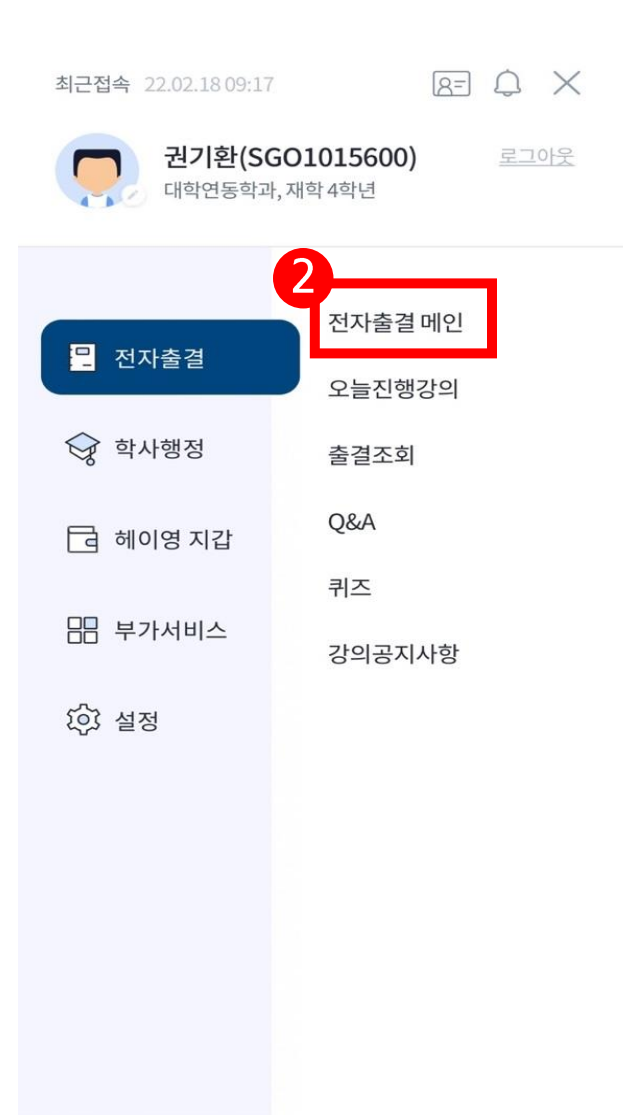 최근접속 22.02.18 09:17
권기환(SGO1015600)
로그아웃
대학연동학과, 재학 4학년
2
전자출결 메인
전자출결
오늘진행강의
학사행정
출결조회
Q&A
헤이영 지갑
퀴즈
부가서비스
강의공지사항
설정